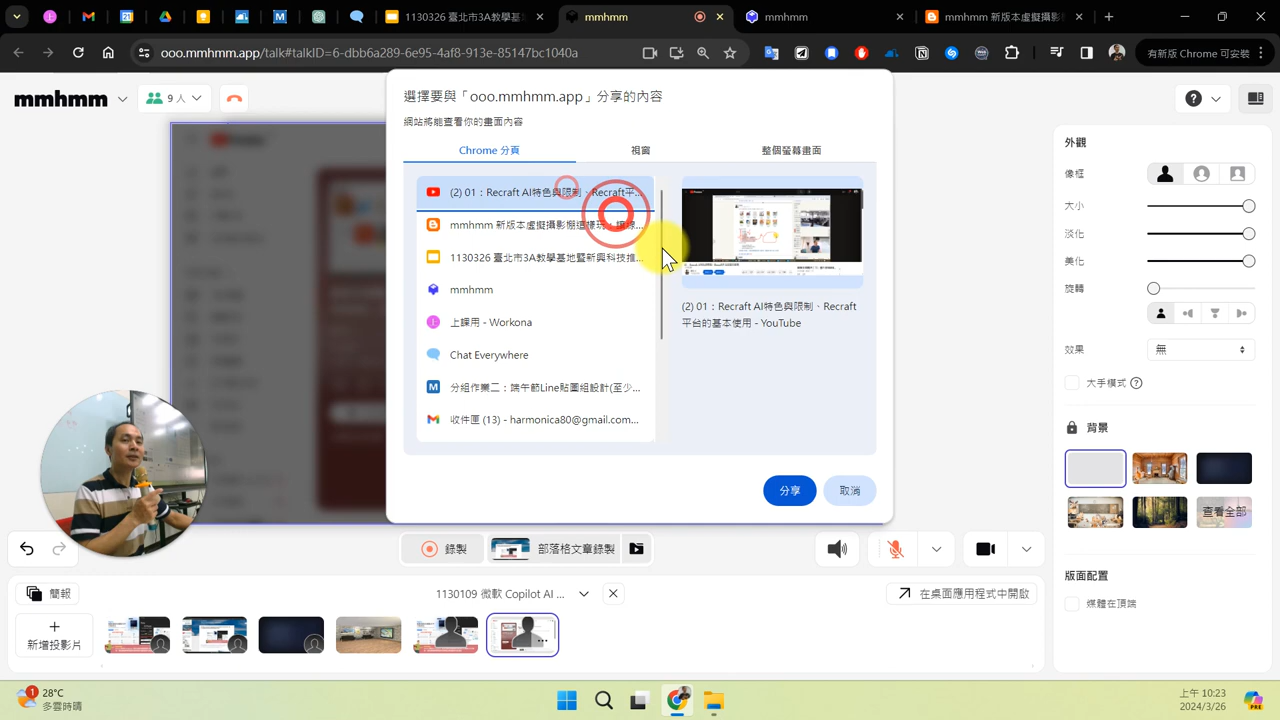 1130326 臺北市3A教學基
mmhmm
mmhmm
mmhmm 新版本虛擬攝影
ooo.mmhmm.app/talk#talkID=6-dbb6a289-6e95-4af8-913e-85147bc1040a
有新版 Chrome 可安裝
mmhmm
9 人
選擇要與「ooo.mmhmm.app」分享的內容
網站將能查看你的畫面內容
Chrome 分頁
視窗
整個螢幕畫面
(2) 01：Recraft AI特色與限制、Recraft平...
mmhmm 新版本虛擬攝影棚這樣玩
1130326 臺北市3A教學基地暨新興科技推...
mmhmm
上課用 - Workona
Chat Everywhere
分組作業二：端午節Line貼圖組設計(至少...
收件匣 (13) - harmonica80@gmail.com...
(2) 01：Recraft AI特色與限制、Recraft
平台的基本使用 - YouTube
分享
取消
外觀
像框
大小
淡化
美化
旋轉
效果
無
大手模式
背景
查看全部
版面配置
媒體在頂端
錄製
部落格文章錄製
簡報
1130109 微軟 Copilot AI ...
在桌面應用程式中開啟
+
新增投影片
1
28°C
多雲時晴
上午 10:23
2024/3/26
PRE